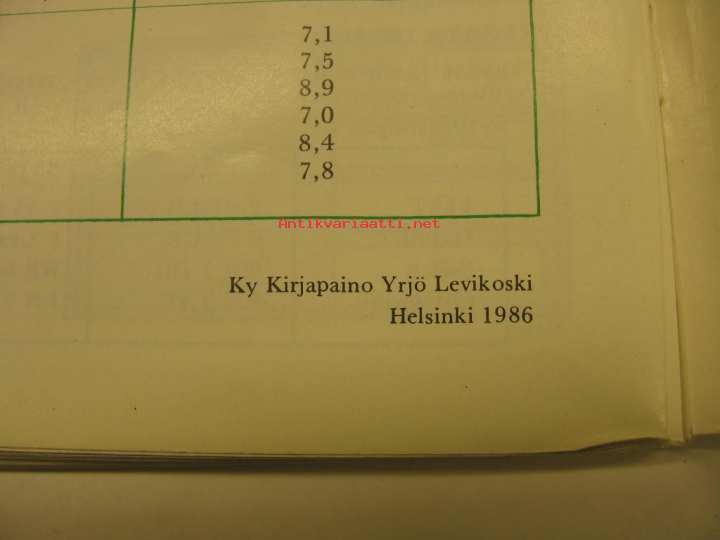 7,1
7,5
8,9
7,0
8,4
7,8
Antikvariaatti.net
Ky Kirjapaino Yrjö Levikoski
Helsinki 1986